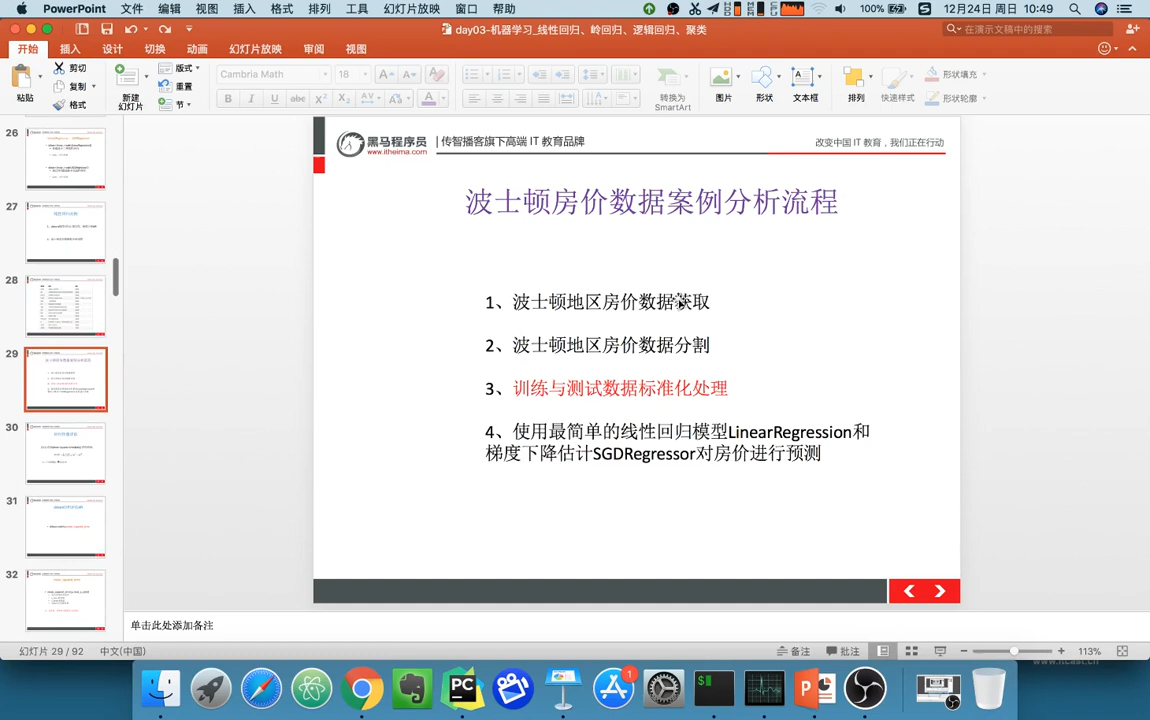 PowerPoint 文件 编辑 视图 插入 格式 排列 工具 幻灯片放映 窗口 帮助 100% 12月24日 周日 10:49
day03-机器学习_线性回归、岭回归、逻辑回归、聚类
在演示文稿中的搜索
开始 插入 设计 切换 动画 幻灯片放映 审阅 视图
粘贴
剪切
复制
格式
新建
幻灯片
版式
重置
节
Cambria Math 18
转换为
SmartArt
图片
形状
文本框
排列
快速样式
形状填充
形状轮廓
26
27
28
29
30
31
32
黑马程序员
www.itheima.com
传智播客旗下高端 IT 教育品牌
改变中国 IT 教育，我们正在行动
波士顿房价数据案例分析流程
1、波士顿地区房价数据获取
2、波士顿地区房价数据分割
3、训练与测试数据标准化处理
4、使用最简单的线性回归模型LinearRegression和
梯度下降估计SGDRegressor对房价进行预测
单击此处添加备注
幻灯片 29 / 92 中文(中国) 备注 批注 113%
www.itcast.cn